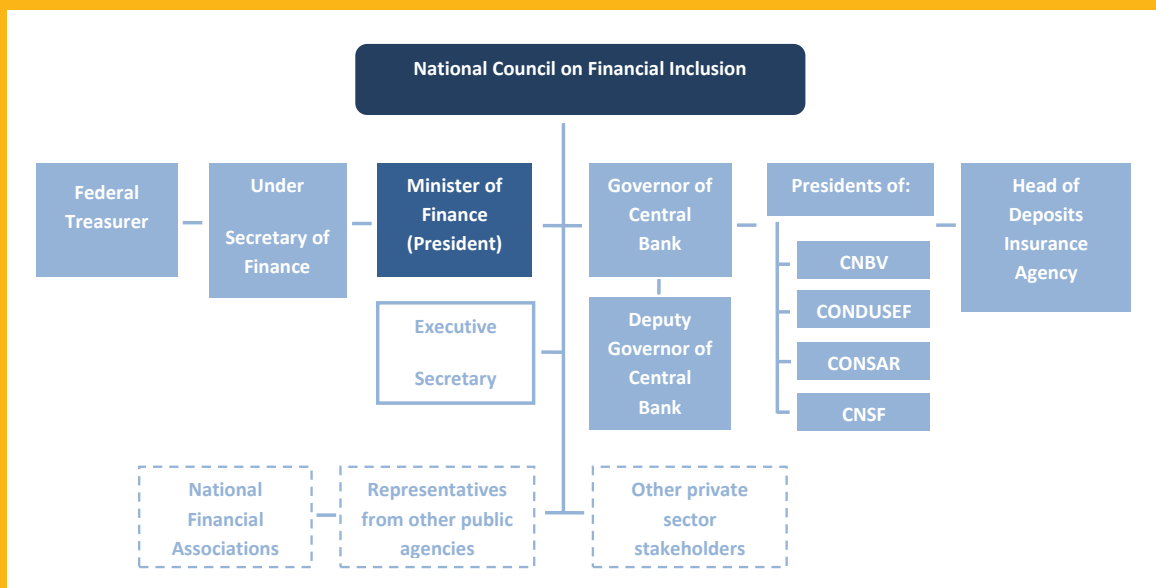 National Council on Financial Inclusion
Federal
Treasurer
Under
Secretary of
Finance
Minister of
Finance
(President)
Governor of
Central
Bank
Presidents of:
Head of
Deposits
Insurance
Agency
CNBV
CONDUSEF
CONSAR
CNSF
Executive
Secretary
Deputy
Governor of
Central
Bank
National
Financial
Associations
Representatives
from other public
agencies
Other private
sector
stakeholders